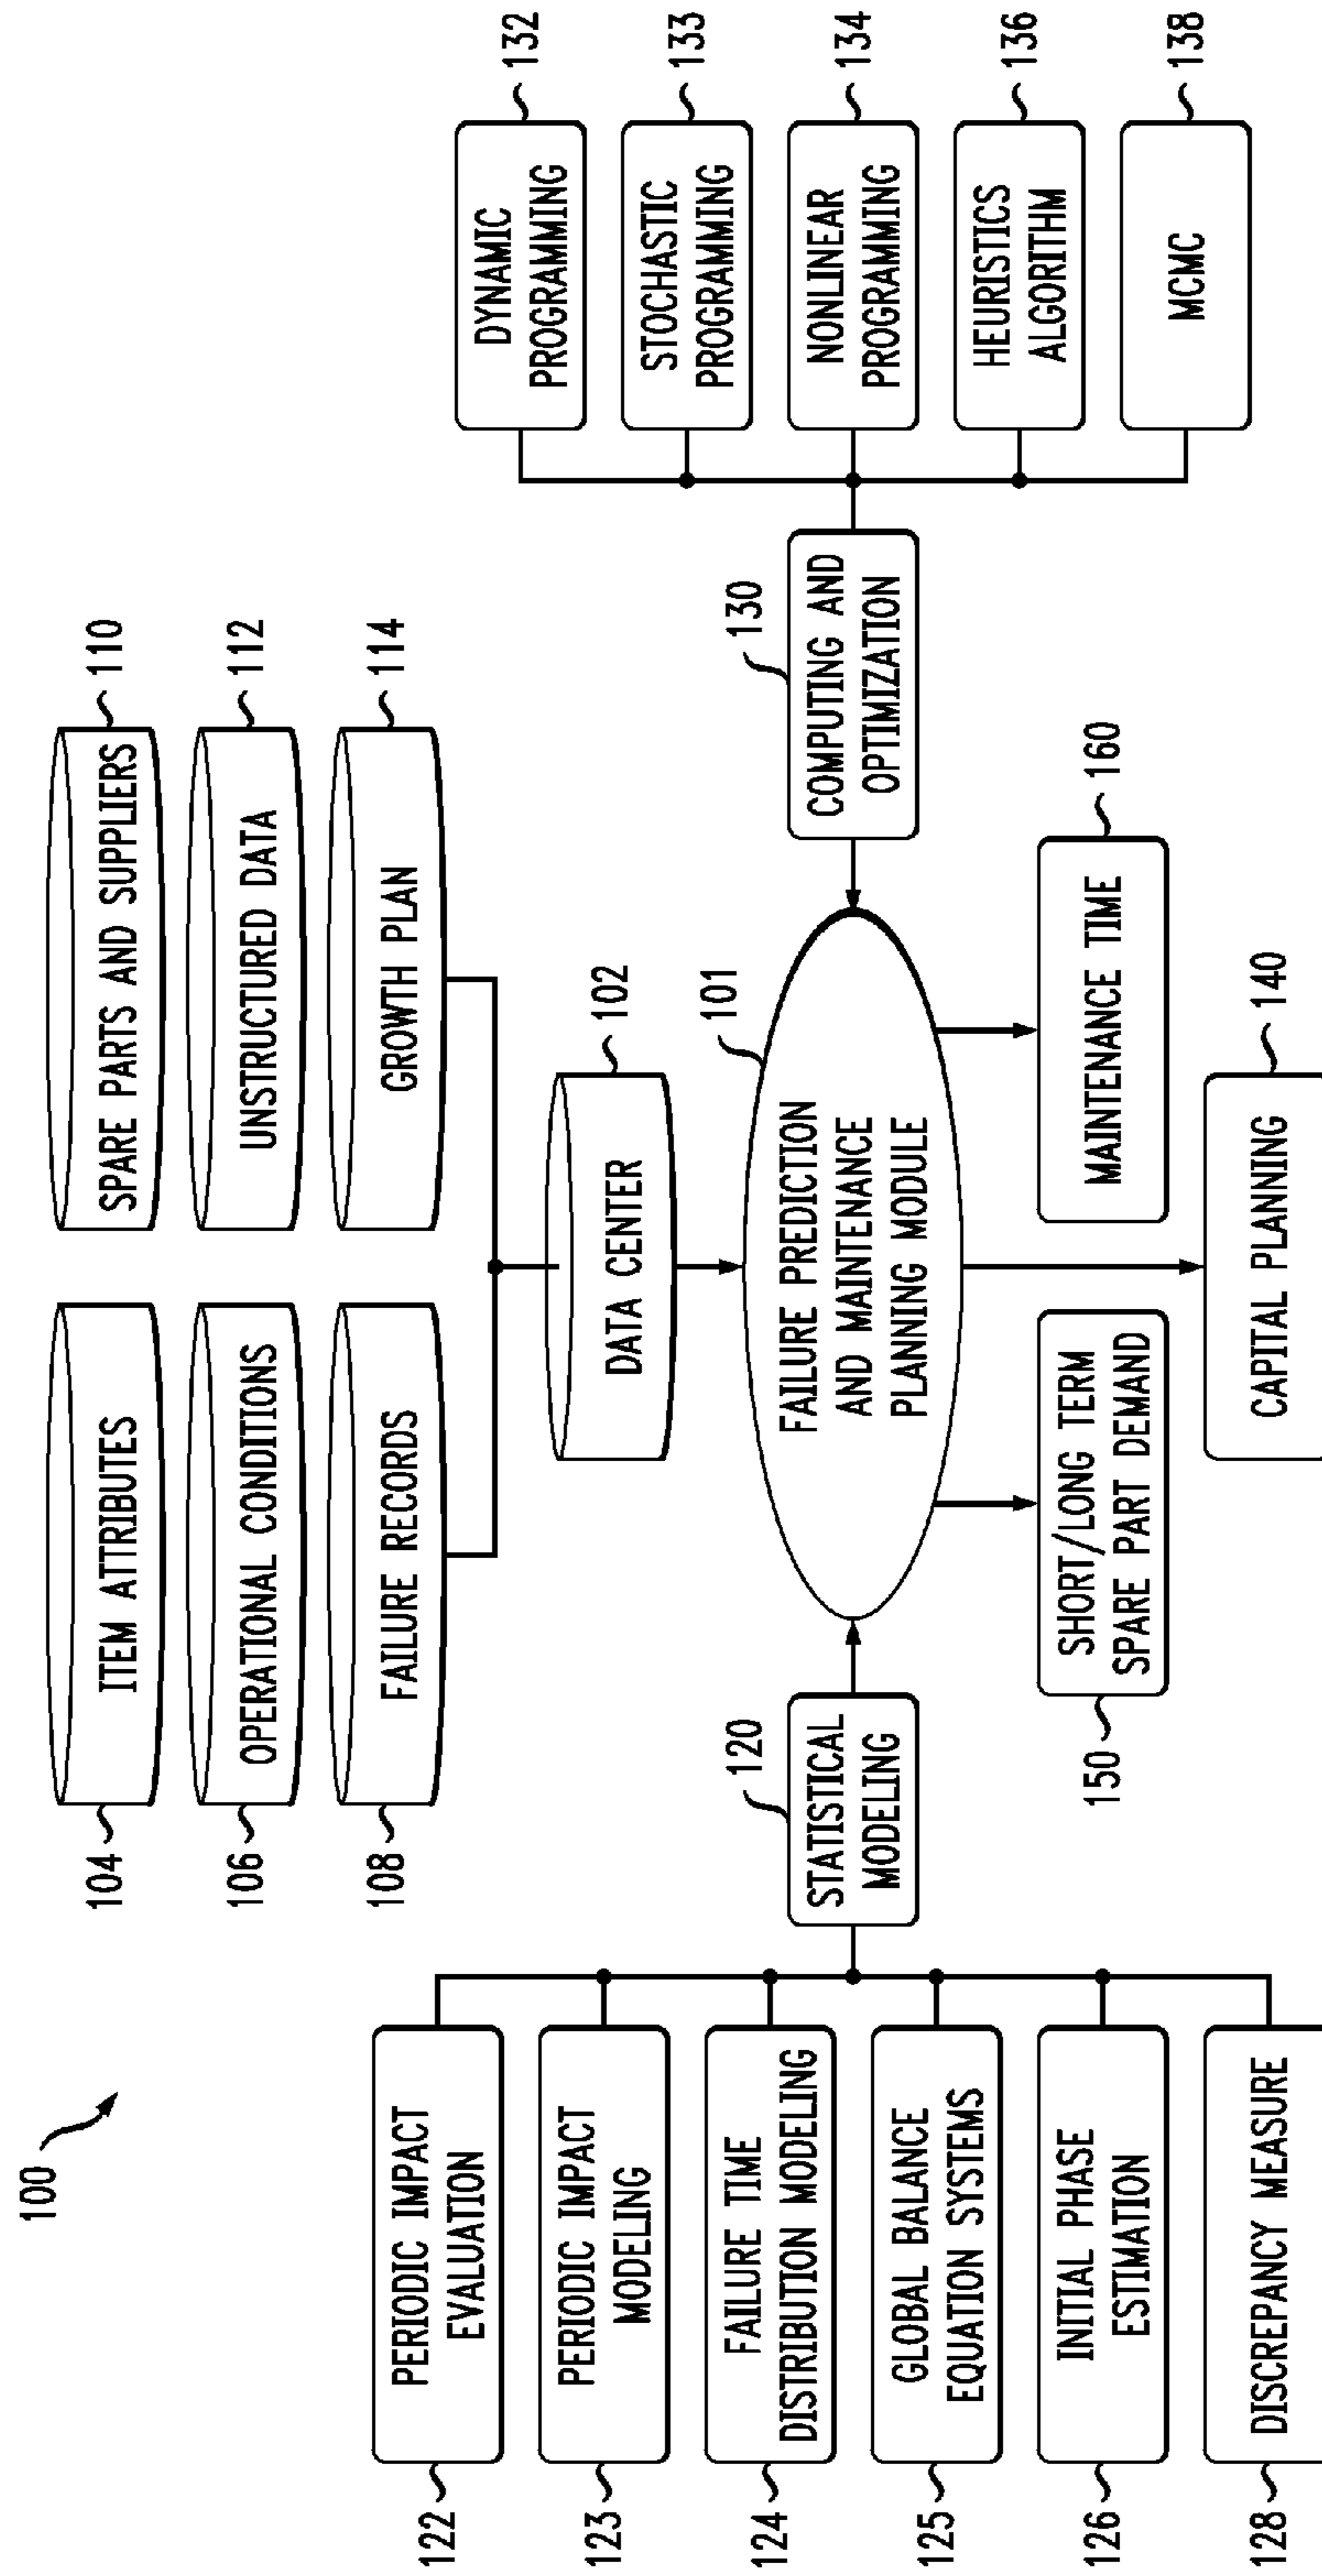 100
104
ITEM ATTRIBUTES
106
OPERATIONAL CONDITIONS
108
FAILURE RECORDS
SPARE PARTS AND SUPPLIERS
110
UNSTRUCTURED DATA
112
GROWTH PLAN
114
DATA CENTER
102
122
PERIODIC IMPACT
EVALUATION
123
PERIODIC IMPACT
MODELING
124
FAILURE TIME
DISTRIBUTION MODELING
125
GLOBAL BALANCE
EQUATION SYSTEMS
126
INITIAL PHASE
ESTIMATION
128
DISCREPANCY MEASURE
120
STATISTICAL
MODELING
101
FAILURE PREDICTION
AND MAINTENANCE
PLANNING MODULE
130
COMPUTING AND
OPTIMIZATION
DYNAMIC
PROGRAMMING
132
STOCHASTIC
PROGRAMMING
133
NONLINEAR
PROGRAMMING
134
HEURISTICS
ALGORITHM
136
MCMC
138
150
SHORT/LONG TERM
SPARE PART DEMAND
MAINTENANCE TIME
160
CAPITAL PLANNING
140